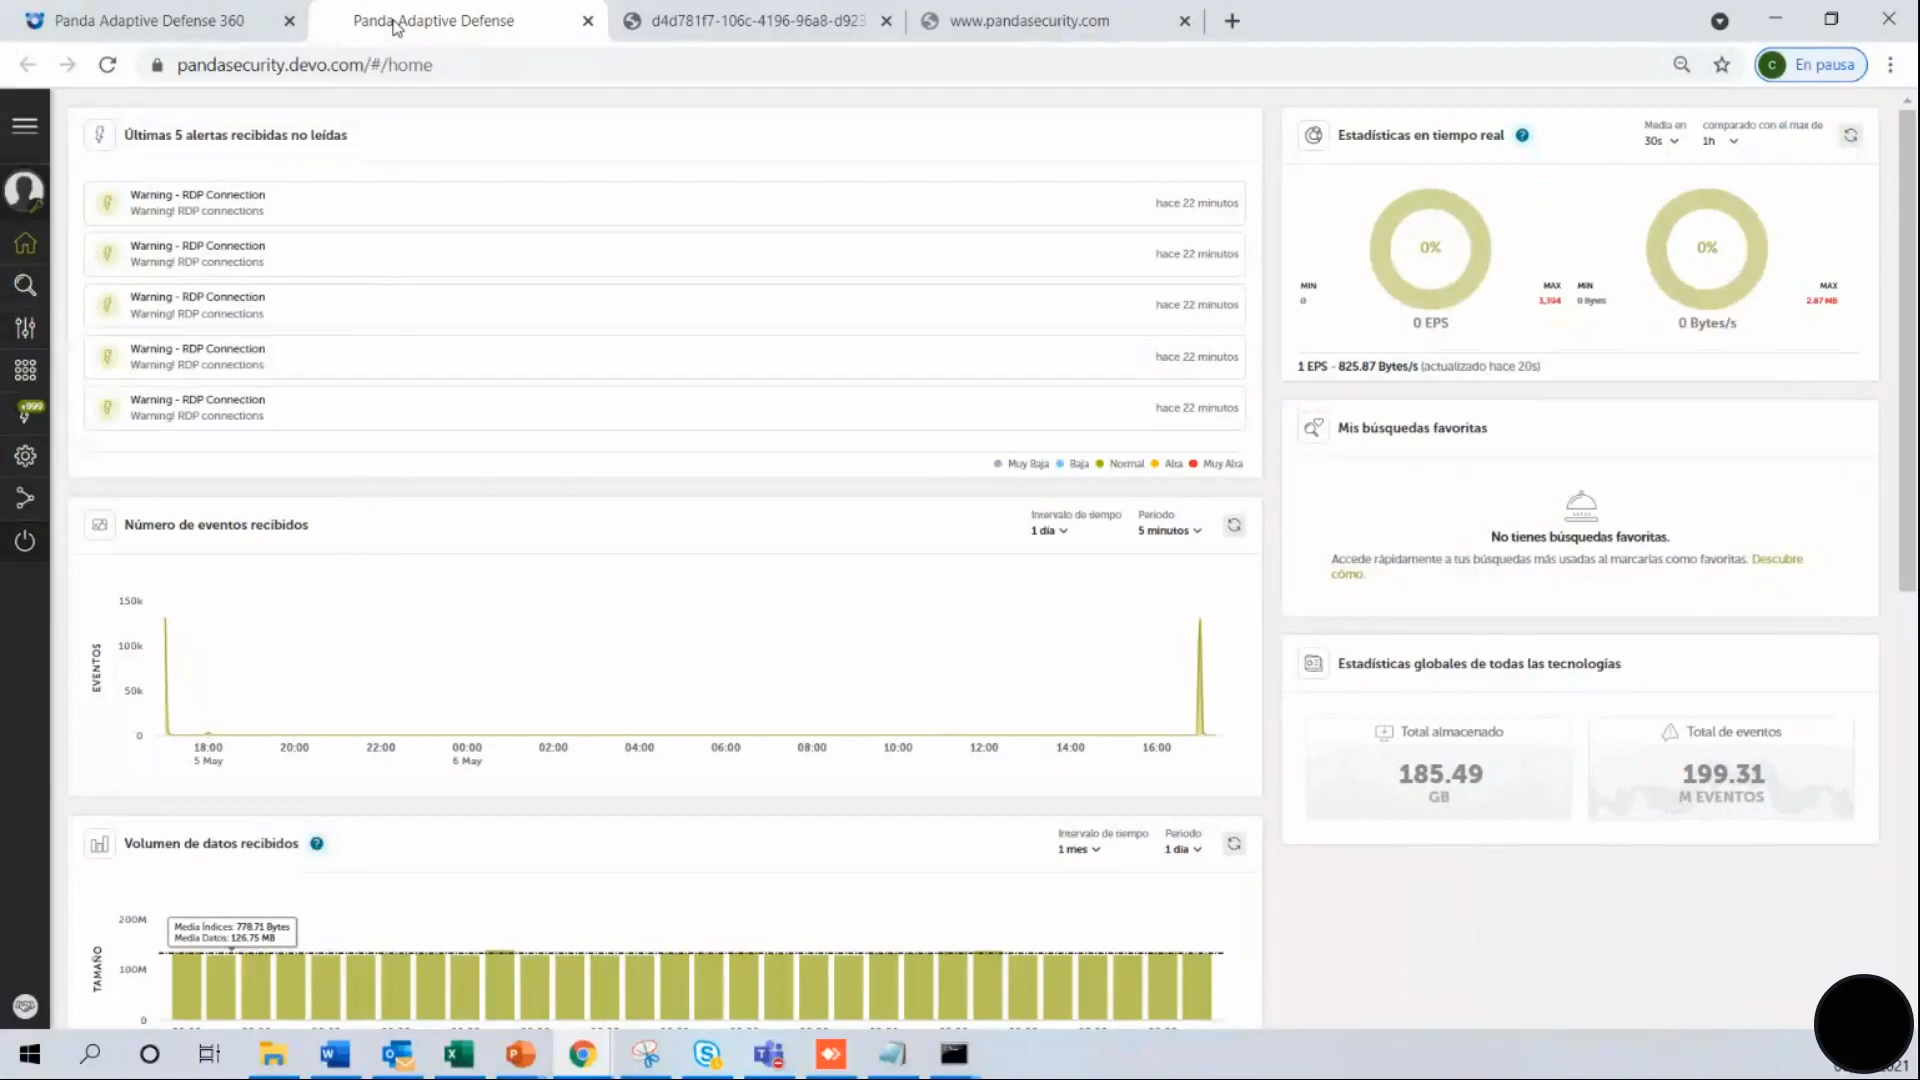 Panda Adaptive Defense 360
Panda Adaptive Defense
d4d781f7-106c-4196-96a8-d923
www.pandasecurity.com
pandasecurity.devo.com/#/home
C
En pausa
Últimas 5 alertas recibidas no leídas
Warning - RDP Connection
Warning! RDP connections
hace 22 minutos
Warning - RDP Connection
Warning! RDP connections
hace 22 minutos
Warning - RDP Connection
Warning! RDP connections
hace 22 minutos
Warning - RDP Connection
Warning! RDP connections
hace 22 minutos
Warning - RDP Connection
Warning! RDP connections
hace 22 minutos
Muy Baja Baja Normal Alta Muy Alta
+999
Estadísticas en tiempo real ?
Media en
30s
comparado con el max de
1h
0%
MIN
0
MAX
3,394
0 EPS
0%
MIN
0 Bytes
MAX
2.87 MB
0 Bytes/s
1 EPS - 825.87 Bytes/s (actualizado hace 20s)
Mis búsquedas favoritas
No tienes búsquedas favoritas.
Accede rápidamente a tus búsquedas más usadas al marcarlas como favoritas. Descubre
cómo.
Número de eventos recibidos
Intervalo de tiempo
1 día
Periodo
5 minutos
EVENTOS
150k
100k
50k
0
18:00 20:00 22:00 00:00 02:00 04:00 06:00 08:00 10:00 12:00 14:00 16:00
5 May 6 May
Estadísticas globales de todas las tecnologías
Total almacenado
185.49
GB
Total de eventos
199.31
M EVENTOS
Volumen de datos recibidos ?
Intervalo de tiempo
1 mes
Periodo
1 día
TAMAÑO
200M
100M
0
Media Índices: 778.71 Bytes
Media Datos: 126.75 MB